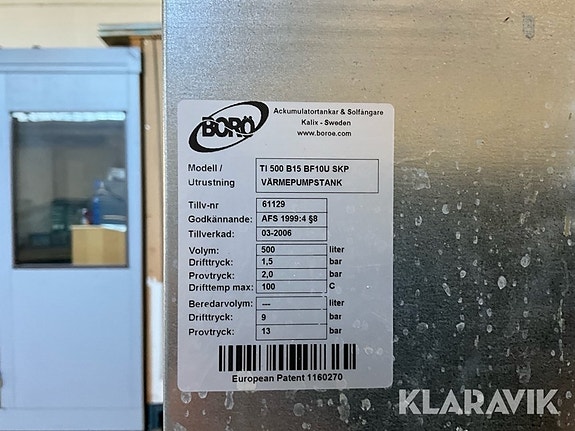 BORÖ
Ackumulatortankar & Solfångare
Kalix - Sweden
www.boroe.com
Modell / TI 500 B15 BF10U SKP
Utrustning VÄRMEPUMPSTANK
Tillv-nr 61129
Godkännande: AFS 1999:4 §8
Tillverkad: 03-2006
Volym: 500 liter
Drifttryck: 1,5 bar
Provtryck: 2,0 bar
Drifttemp max: 100 C
Beredarvolym: --- liter
Drifttryck: 9 bar
Provtryck: 13 bar
European Patent 1160270
KLARAVIK